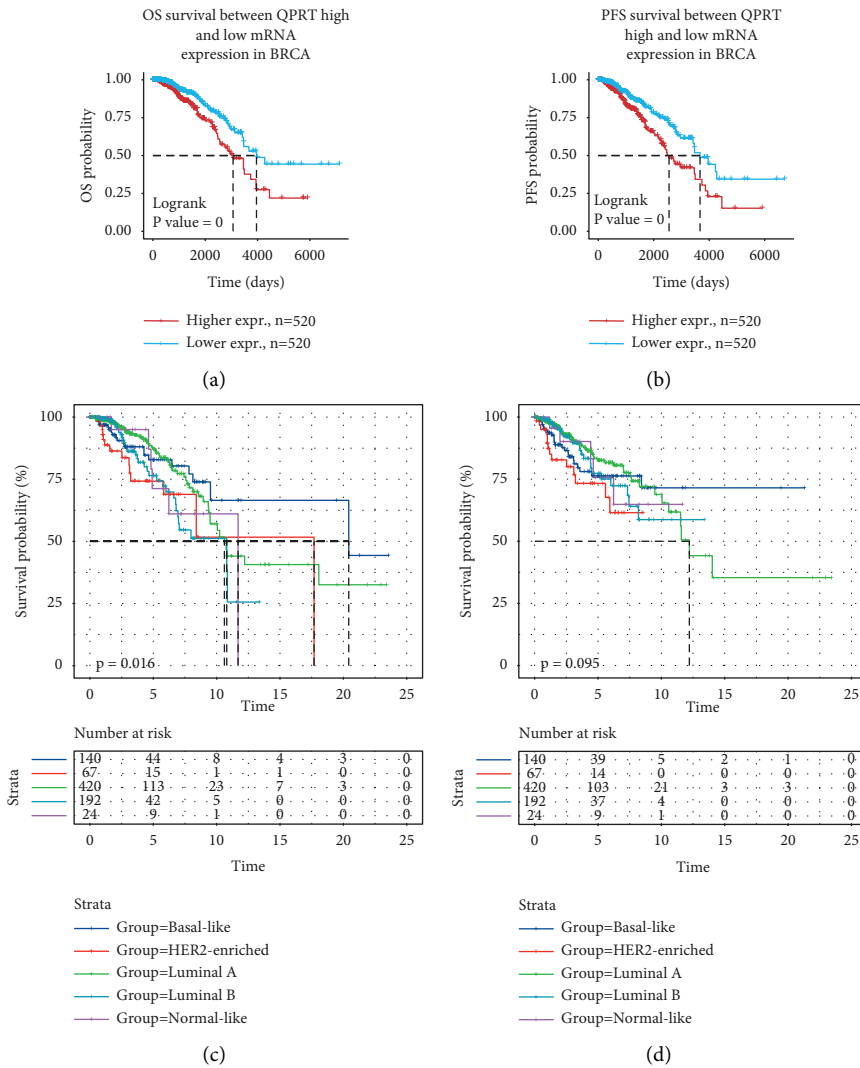 OS survival between QPRT high
and low mRNA
expression in BRCA
1.00
0.75
0.50
0.25
0.00
OS probability
Logrank
P value = 0
0 2000 4000 6000
Time (days)
Higher expr., n=520
Lower expr., n=520
(a)
PFS survival between QPRT
high and low mRNA
expression in BRCA
1.00
0.75
0.50
0.25
0.00
PFS probability
Logrank
P value = 0
0 2000 4000 6000
Time (days)
Higher expr., n=520
Lower expr., n=520
(b)
100
75
50
25
0
Survival probability (%)
p = 0.016
0 5 10 15 20 25
Time
Number at risk
Strata
140 44 8 4 3 0
67 15 1 1 0 0
420 113 23 7 3 0
192 42 5 0 0 0
24 9 1 0 0 0
0 5 10 15 20 25
Time
Strata
Group=Basal-like
Group=HER2-enriched
Group=Luminal A
Group=Luminal B
Group=Normal-like
(c)
100
75
50
25
0
Survival probability (%)
p = 0.095
0 5 10 15 20 25
Time
Number at risk
Strata
140 39 5 2 1 0
67 14 0 0 0 0
420 103 21 3 3 0
192 37 4 0 0 0
24 9 1 0 0 0
0 5 10 15 20 25
Time
Strata
Group=Basal-like
Group=HER2-enriched
Group=Luminal A
Group=Luminal B
Group=Normal-like
(d)